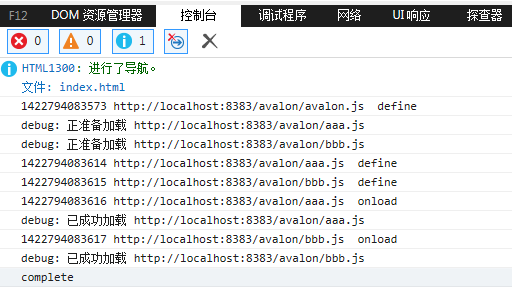 F12 DOM 资源管理器 控制台 调试程序 网络 UI 响应 探查器
0 0 1
HTML1300: 进行了导航。
文件: index.html
1422794083573 http://localhost:8383/avalon/avalon.js define
debug: 正准备加载 http://localhost:8383/avalon/aaa.js
debug: 正准备加载 http://localhost:8383/avalon/bbb.js
1422794083614 http://localhost:8383/avalon/aaa.js define
1422794083615 http://localhost:8383/avalon/bbb.js define
1422794083616 http://localhost:8383/avalon/aaa.js onload
debug: 已成功加载 http://localhost:8383/avalon/aaa.js
1422794083617 http://localhost:8383/avalon/bbb.js onload
debug: 已成功加载 http://localhost:8383/avalon/bbb.js
complete